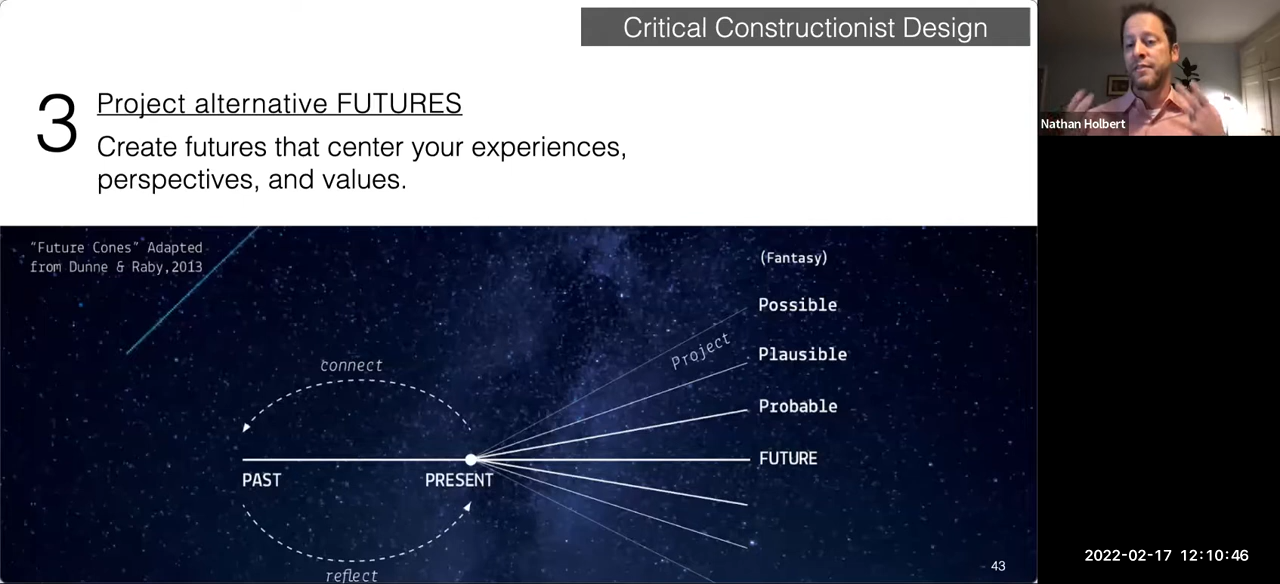 Critical Constructionist Design
3 Project alternative FUTURES
Create futures that center your experiences,
perspectives, and values.
Nathan Holbert
"Future Cones" Adapted
from Dunne & Raby,2013
(Fantasy)
Possible
Project
Plausible
connect
Probable
FUTURE
PAST
PRESENT
reflect
43
2022-02-17 12:10:46